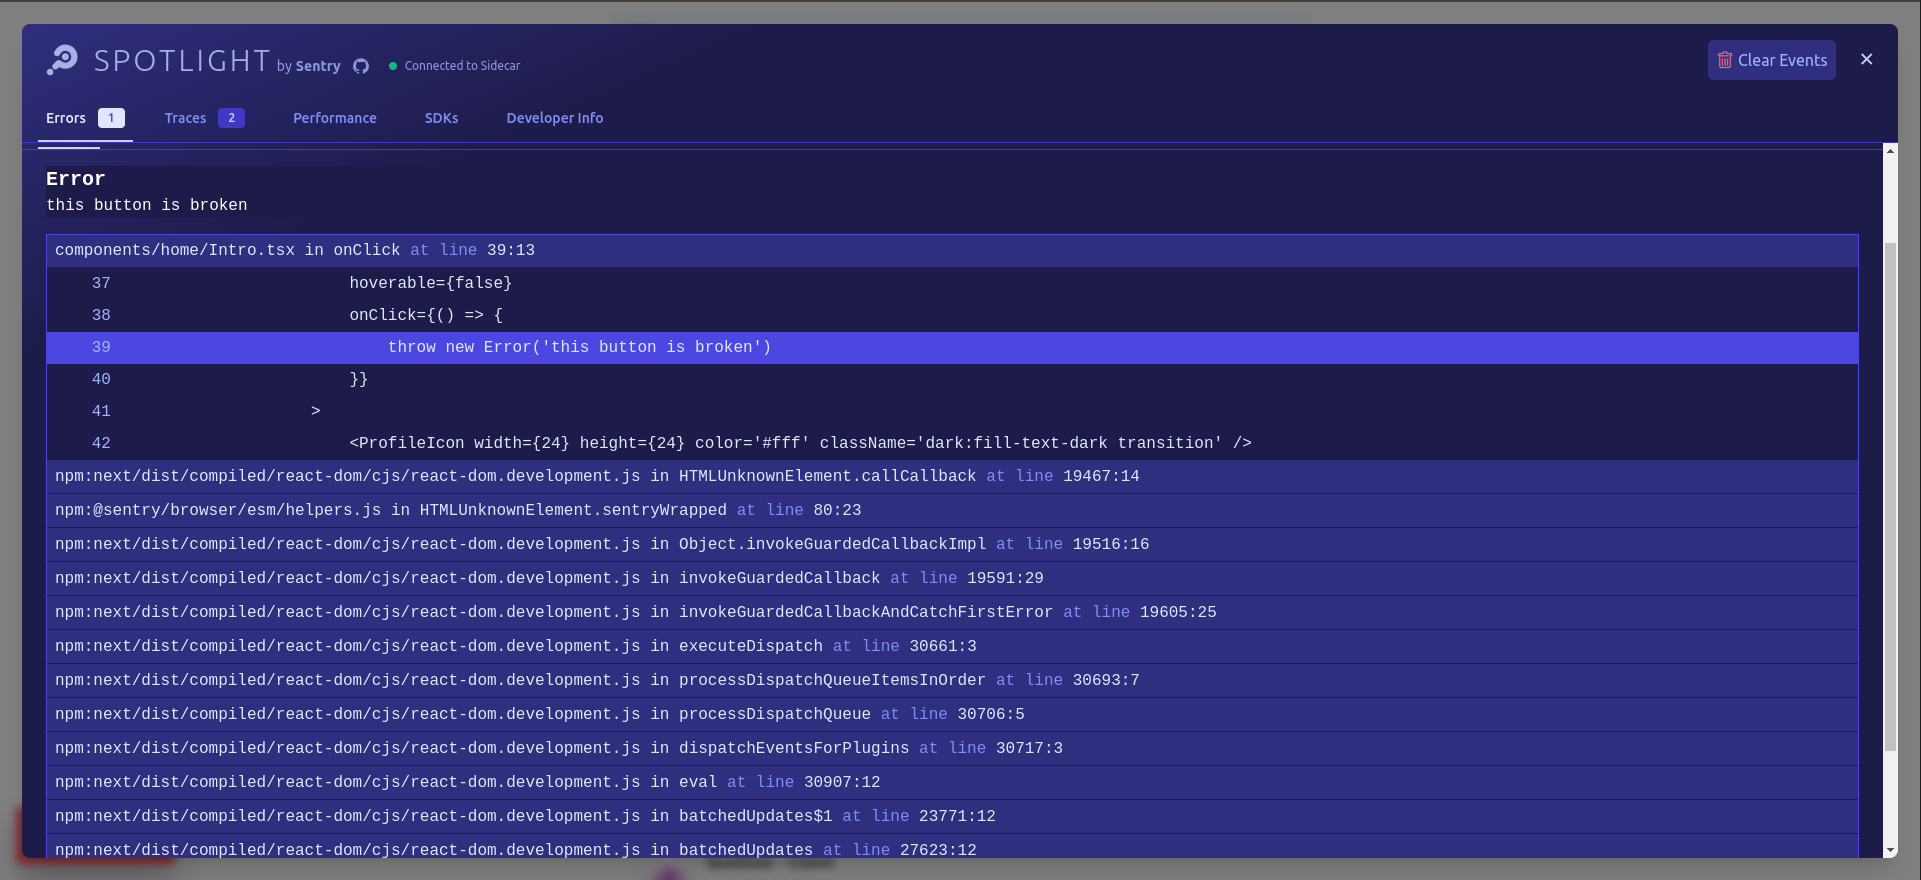 SPOTLIGHT by Sentry Connected to Sidecar Clear Events
Errors 1 Traces 2 Performance SDKs Developer Info
Error
this button is broken
components/home/Intro.tsx in onClick at line 39:13
37 hoverable={false}
38 onClick={() => {
39 throw new Error('this button is broken')
40 }}
41 >
42 <ProfileIcon width={24} height={24} color='#fff' className='dark:fill-text-dark transition' />
npm:next/dist/compiled/react-dom/cjs/react-dom.development.js in HTMLUnknownElement.callCallback at line 19467:14
npm:@sentry/browser/esm/helpers.js in HTMLUnknownElement.sentryWrapped at line 80:23
npm:next/dist/compiled/react-dom/cjs/react-dom.development.js in Object.invokeGuardedCallbackImpl at line 19516:16
npm:next/dist/compiled/react-dom/cjs/react-dom.development.js in invokeGuardedCallback at line 19591:29
npm:next/dist/compiled/react-dom/cjs/react-dom.development.js in invokeGuardedCallbackAndCatchFirstError at line 19605:25
npm:next/dist/compiled/react-dom/cjs/react-dom.development.js in executeDispatch at line 30661:3
npm:next/dist/compiled/react-dom/cjs/react-dom.development.js in processDispatchQueueItemsInOrder at line 30693:7
npm:next/dist/compiled/react-dom/cjs/react-dom.development.js in processDispatchQueue at line 30706:5
npm:next/dist/compiled/react-dom/cjs/react-dom.development.js in dispatchEventsForPlugins at line 30717:3
npm:next/dist/compiled/react-dom/cjs/react-dom.development.js in eval at line 30907:12
npm:next/dist/compiled/react-dom/cjs/react-dom.development.js in batchedUpdates$1 at line 23771:12
npm:next/dist/compiled/react-dom/cjs/react-dom.development.js in batchedUpdates at line 27623:12